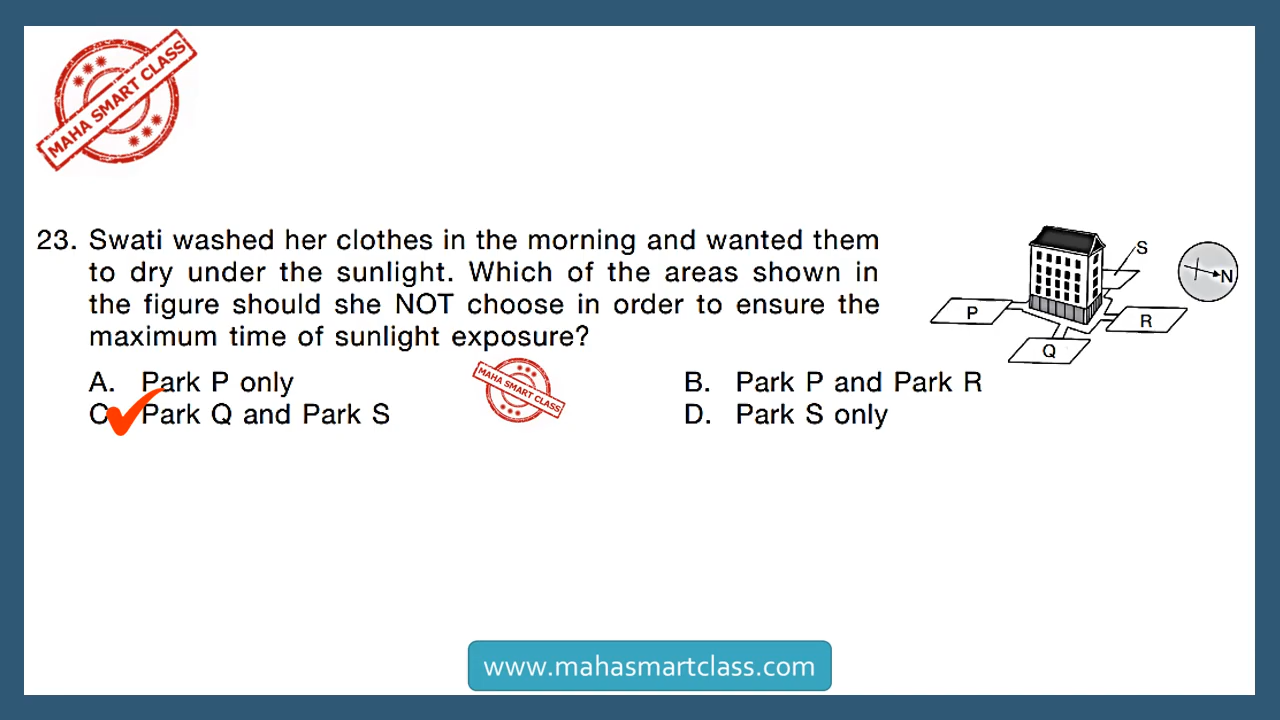 MAHA SMART CLASS
23. Swati washed her clothes in the morning and wanted them
to dry under the sunlight. Which of the areas shown in
the figure should she NOT choose in order to ensure the
maximum time of sunlight exposure?
S
N
P
R
Q
MAHA SMART CLASS
A. Park P only
B. Park P and Park R
C. Park Q and Park S
D. Park S only
www.mahasmartclass.com